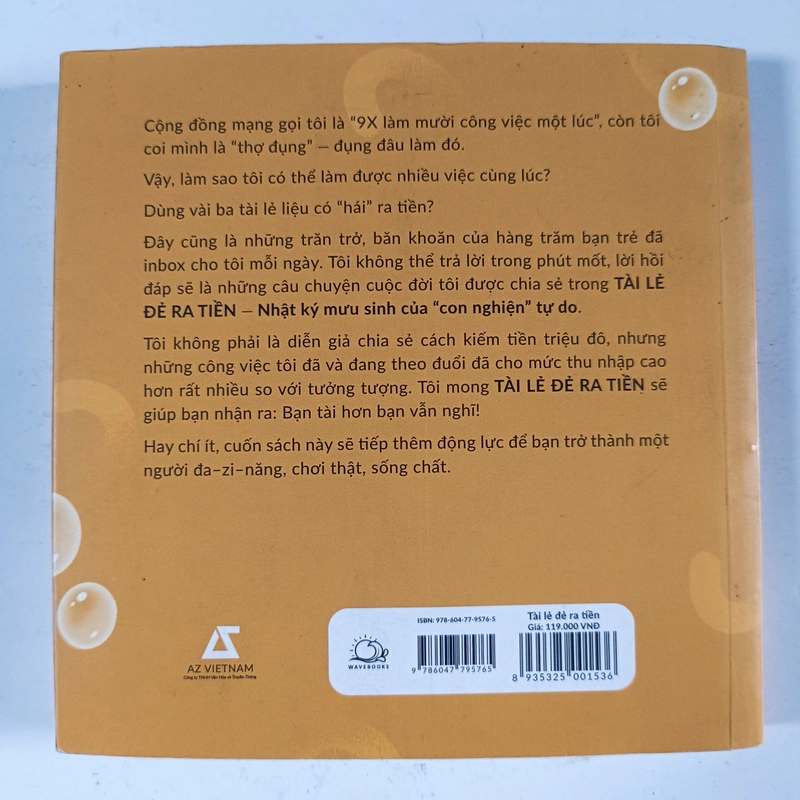 Cộng đồng mạng gọi tôi là “9X làm mười công việc một lúc”, còn tôi
coi mình là “thợ đụng” – đụng đâu làm đó.
Vậy, làm sao tôi có thể làm được nhiều việc cùng lúc?
Dùng vài ba tài lẻ liệu có “hái” ra tiền?
Đây cũng là những trăn trở, băn khoăn của hàng trăm bạn trẻ đã
inbox cho tôi mỗi ngày. Tôi không thể trả lời trong phút mốt, lời hồi
đáp sẽ là những câu chuyện cuộc đời tôi được chia sẻ trong TÀI LẺ
ĐẺ RA TIỀN – Nhật ký mưu sinh của “con nghiện” tự do.
Tôi không phải là diễn giả chia sẻ cách kiếm tiền triệu đô, nhưng
những công việc tôi đã và đang theo đuổi đã cho mức thu nhập cao
hơn rất nhiều so với tưởng tượng. Tôi mong TÀI LẺ ĐẺ RA TIỀN sẽ
giúp bạn nhận ra: Bạn tài hơn bạn vẫn nghĩ!
Hay chí ít, cuốn sách này sẽ tiếp thêm động lực để bạn trở thành một
người đa-zi-năng, chơi thật, sống chất.
AZ VIETNAM
Công ty TNHH Văn Hóa và Truyền Thông
WAVEBOOKS
ISBN: 978-604-77-9576-5
9 786047 795765
Tài lẻ đẻ ra tiền
Giá: 119.000 VNĐ
8 935325 001536